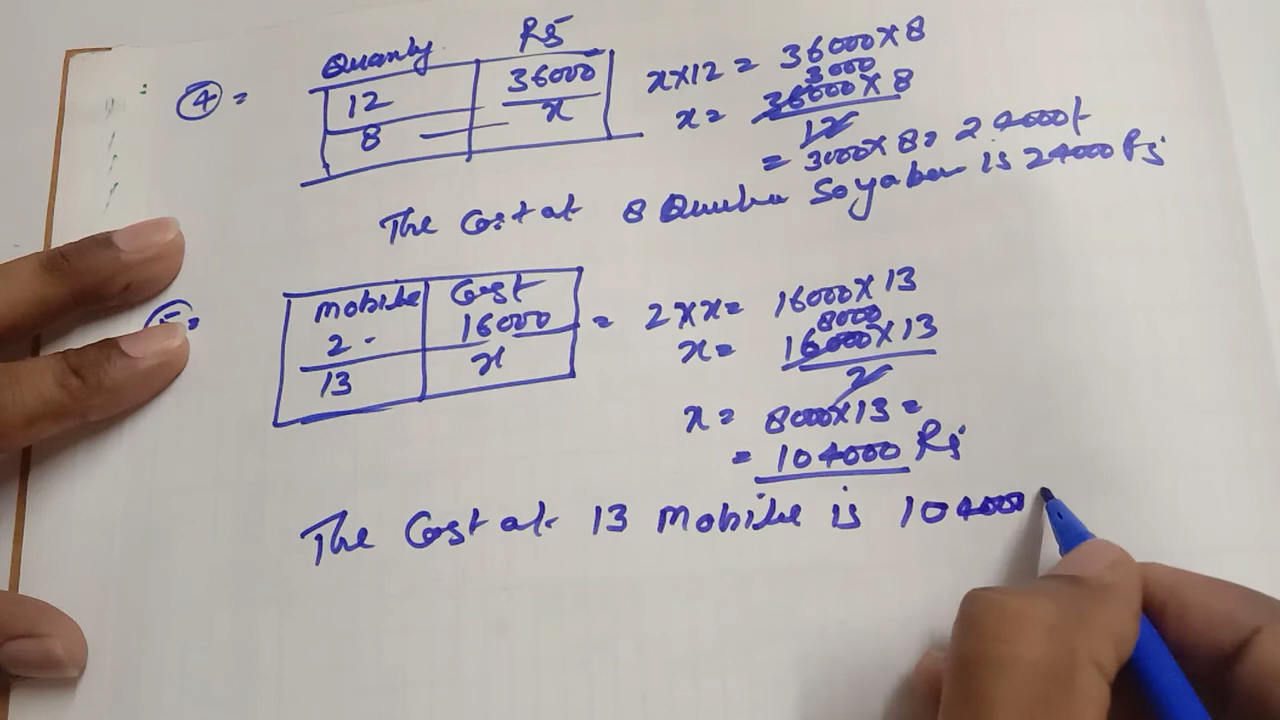 Quanty Rs
④ = 12 36000 x×12 = 36000×8
8 x x = 36000×8
3000
12
= 3000×8 = 24000/-
The Cost at 8 Soyaben is 24000 Rs
mobile Cost
2 16000 = 2×x = 16000×13
13 x x = 16000×13
8000
2
x = 8000×13 =
= 104000 Rs
The Cost at 13 mobile is 104000